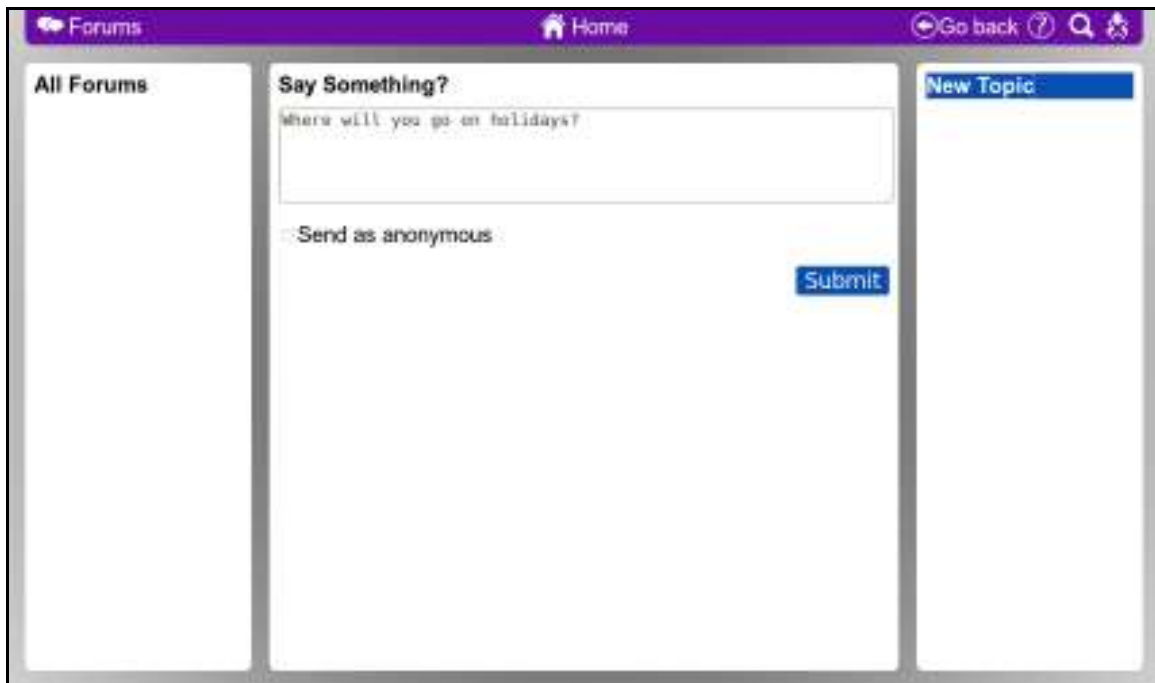 Forums
Home
Go back
All Forums
Say Something?
Where will you go on holidays?
Send as anonymous
Submit
New Topic